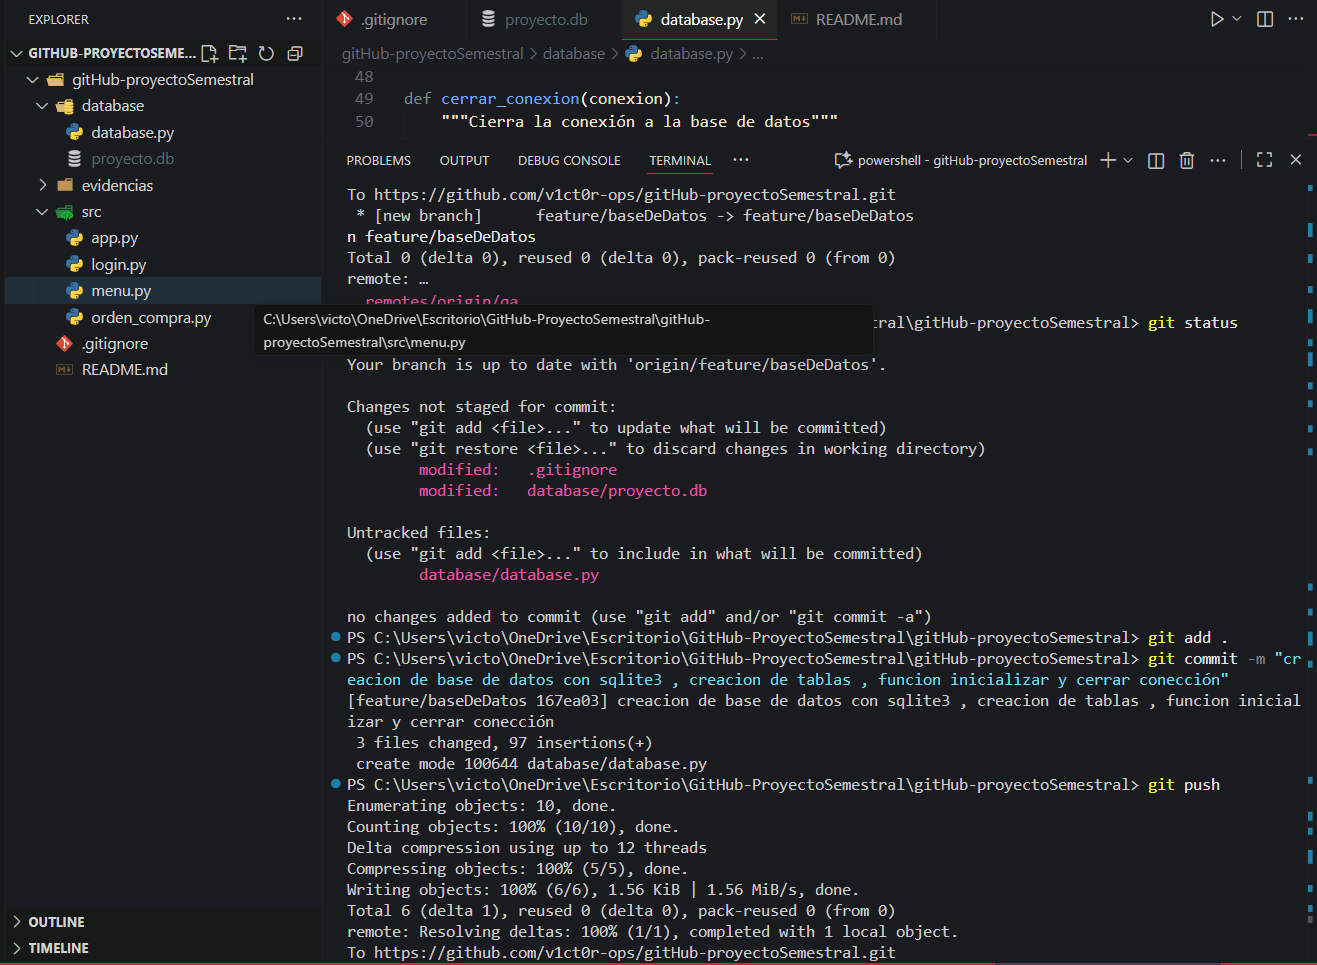 EXPLORER
GITHUB-PROYECTOSEME...
gitHub-proyectoSemestral
database
database.py
proyecto.db
evidencias
src
app.py
login.py
menu.py
orden_compra.py
.gitignore
README.md
OUTLINE
TIMELINE
.gitignore
proyecto.db
database.py
README.md
gitHub-proyectoSemestral > database > database.py > ...
48
49 def cerrar_conexion(conexion):
50 """Cierra la conexión a la base de datos"""
PROBLEMS OUTPUT DEBUG CONSOLE TERMINAL
powershell - gitHub-proyectoSemestral
To https://github.com/v1ct0r-ops/gitHub-proyectoSemestral.git
* [new branch] feature/baseDeDatos -> feature/baseDeDatos
n feature/baseDeDatos
Total 0 (delta 0), reused 0 (delta 0), pack-reused 0 (from 0)
remote: …
remotes/origin/qa
C:\Users\victo\OneDrive\Escritorio\GitHub-ProyectoSemestral\gitHub-
proyectoSemestral\src\menu.py
ral\gitHub-proyectoSemestral> git status
Your branch is up to date with 'origin/feature/baseDeDatos'.
Changes not staged for commit:
(use "git add <file>..." to update what will be committed)
(use "git restore <file>..." to discard changes in working directory)
modified: .gitignore
modified: database/proyecto.db
Untracked files:
(use "git add <file>..." to include in what will be committed)
database/database.py
no changes added to commit (use "git add" and/or "git commit -a")
PS C:\Users\victo\OneDrive\Escritorio\GitHub-ProyectoSemestral\gitHub-proyectoSemestral> git add .
PS C:\Users\victo\OneDrive\Escritorio\GitHub-ProyectoSemestral\gitHub-proyectoSemestral> git commit -m "cr
eacion de base de datos con sqlite3 , creacion de tablas , funcion inicializar y cerrar conección"
[feature/baseDeDatos 167ea03] creacion de base de datos con sqlite3 , creacion de tablas , funcion inicial
izar y cerrar conección
3 files changed, 97 insertions(+)
create mode 100644 database/database.py
PS C:\Users\victo\OneDrive\Escritorio\GitHub-ProyectoSemestral\gitHub-proyectoSemestral> git push
Enumerating objects: 10, done.
Counting objects: 100% (10/10), done.
Delta compression using up to 12 threads
Compressing objects: 100% (5/5), done.
Writing objects: 100% (6/6), 1.56 KiB | 1.56 MiB/s, done.
Total 6 (delta 1), reused 0 (delta 0), pack-reused 0 (from 0)
remote: Resolving deltas: 100% (1/1), completed with 1 local object.
To https://github.com/v1ct0r-ops/gitHub-proyectoSemestral.git